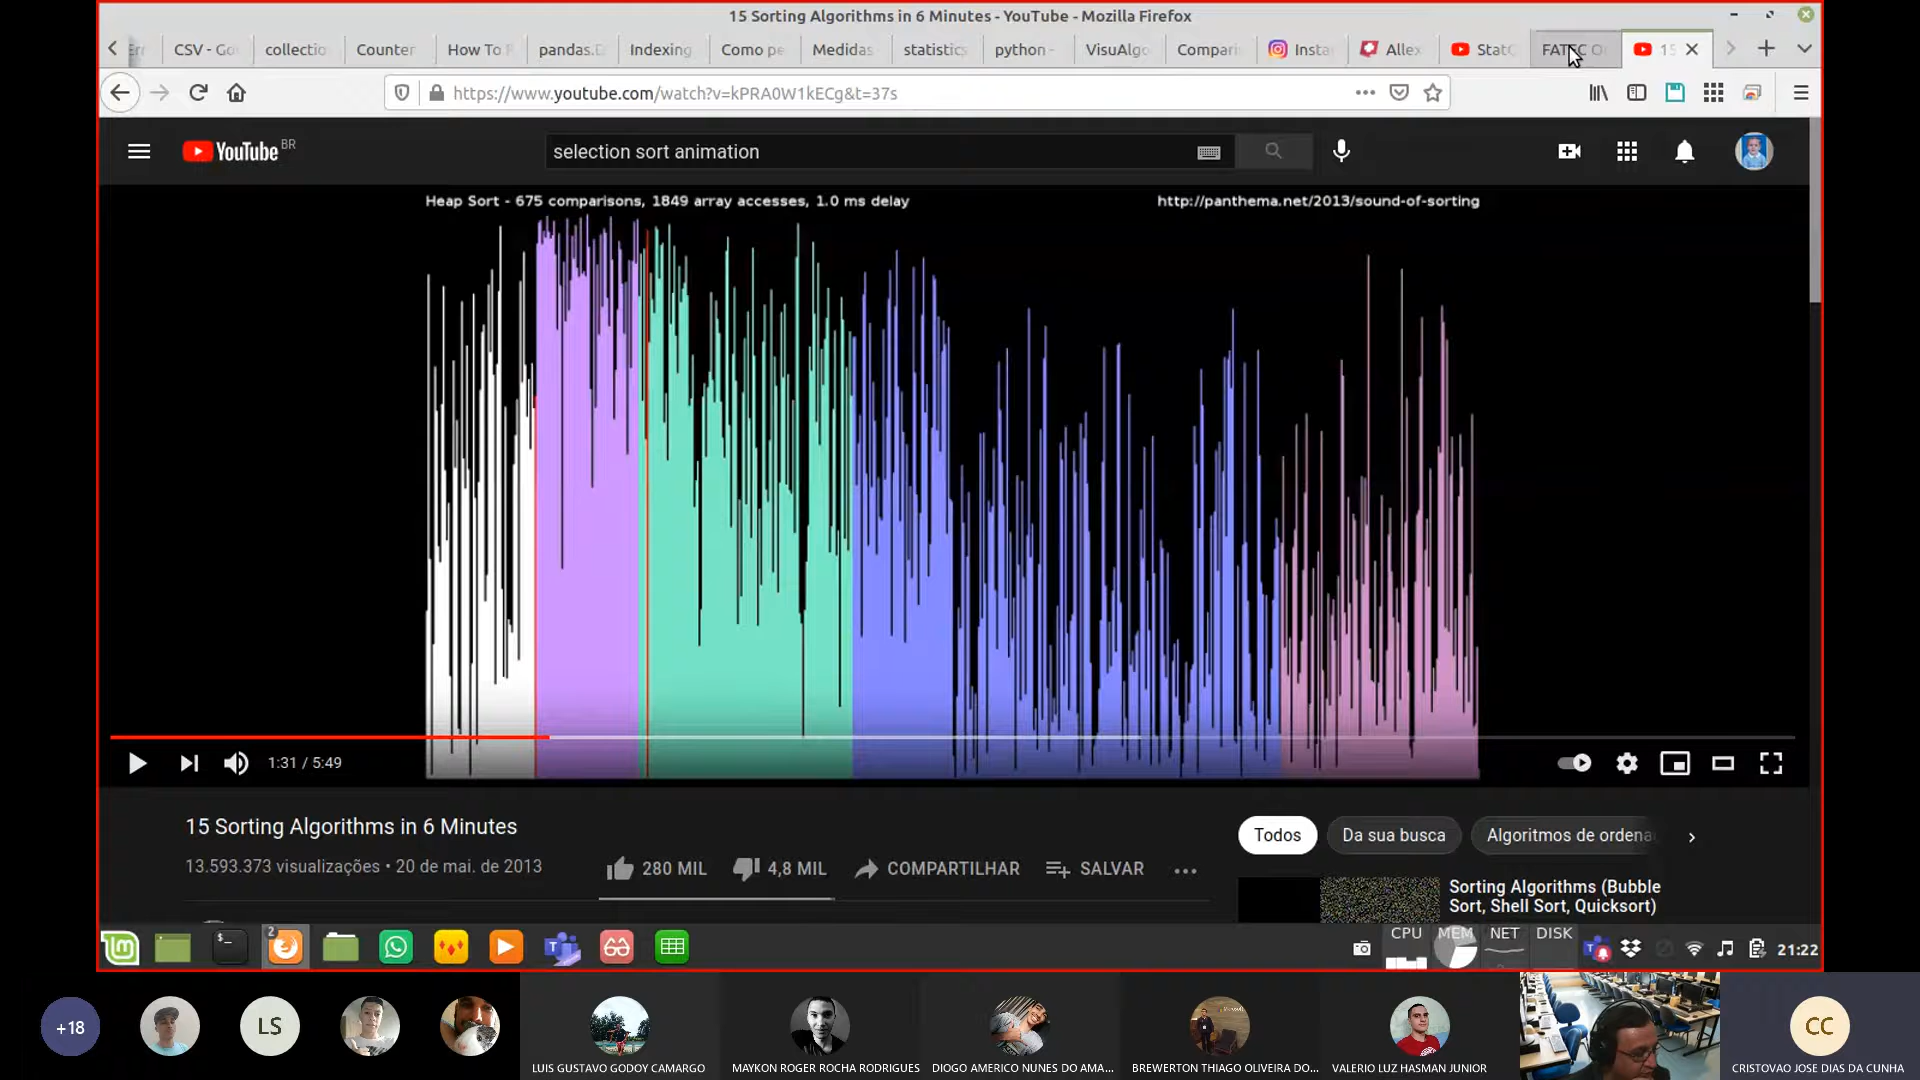 15 Sorting Algorithms in 6 Minutes - YouTube - Mozilla Firefox
CSV - Go
collectio
Counter
How To
pandas.D
Indexing
Como pe
Medidas
statistics
python -
VisuAlgo
Compari
Insta
Allex
StatQ
FATEC O
15
https://www.youtube.com/watch?v=kPRA0W1kECg&t=37s
YouTube BR
selection sort animation
Heap Sort - 675 comparisons, 1849 array accesses, 1.0 ms delay
http://panthema.net/2013/sound-of-sorting
1:31 / 5:49
15 Sorting Algorithms in 6 Minutes
13.593.373 visualizações • 20 de mai. de 2013
280 MIL
4,8 MIL
COMPARTILHAR
SALVAR
Todos
Da sua busca
Algoritmos de ordena
Sorting Algorithms (Bubble
Sort, Shell Sort, Quicksort)
2
CPU
MEM
NET
DISK
21:22
+18
LS
CC
LUIS GUSTAVO GODOY CAMARGO
MAYKON ROGER ROCHA RODRIGUES
DIOGO AMERICO NUNES DO AMA...
BREWERTON THIAGO OLIVEIRA DO...
VALERIO LUZ HASMAN JUNIOR
CRISTOVAO JOSE DIAS DA CUNHA